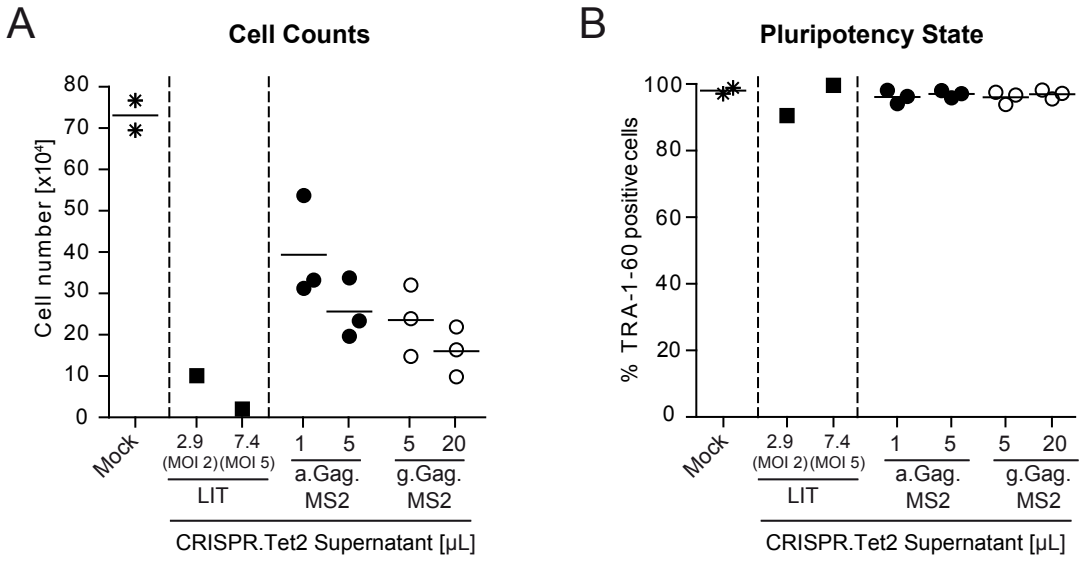 A
Cell Counts
Cell number [x10⁴]
80
70
60
50
40
30
20
10
0
Mock
2.9
(MOI 2)
7.4
(MOI 5)
LIT
1
5
a.Gag.
MS2
5
20
g.Gag.
MS2
CRISPR.Tet2 Supernatant [µL]
B
Pluripotency State
% TRA-1-60 positive cells
100
80
60
40
20
0
Mock
2.9
(MOI 2)
7.4
(MOI 5)
LIT
1
5
a.Gag.
MS2
5
20
g.Gag.
MS2
CRISPR.Tet2 Supernatant [µL]